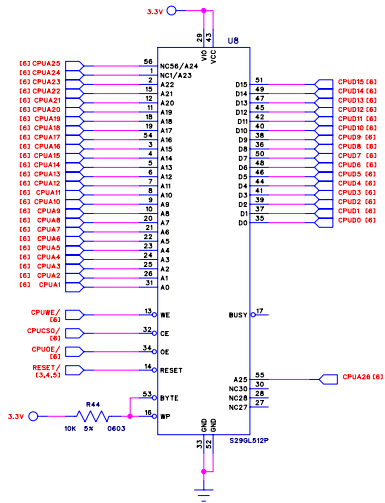 3.3V
U8
29 43
VIO VCC
[6] CPUA25 56 NC56/A24
[6] CPUA24 1 NC1/A23
[6] CPUA23 2 A22
[6] CPUA22 15 A21
[6] CPUA21 12 A20
[6] CPUA20 11 A19
[6] CPUA19 18 A18
[6] CPUA18 19 A17
[6] CPUA17 54 A16
[6] CPUA16 3 A15
[6] CPUA15 4 A14
[6] CPUA14 5 A13
[6] CPUA13 6 A12
[6] CPUA12 7 A11
[6] CPUA11 8 A10
[6] CPUA10 9 A9
[6] CPUA9 10 A8
[6] CPUA8 20 A7
[6] CPUA7 21 A6
[6] CPUA6 22 A5
[6] CPUA5 23 A4
[6] CPUA4 24 A3
[6] CPUA3 25 A2
[6] CPUA2 26 A1
[6] CPUA1 31 A0
D15 51 CPUD15 [6]
D14 49 CPUD14 [6]
D13 47 CPUD13 [6]
D12 45 CPUD12 [6]
D11 42 CPUD11 [6]
D10 40 CPUD10 [6]
D9 38 CPUD9 [6]
D8 36 CPUD8 [6]
D7 50 CPUD7 [6]
D6 48 CPUD6 [6]
D5 46 CPUD5 [6]
D4 44 CPUD4 [6]
D3 41 CPUD3 [6]
D2 39 CPUD2 [6]
D1 37 CPUD1 [6]
D0 35 CPUD0 [6]
CPUWE/ 13 WE
[6]
BUSY 17
CPUCS0/ 32 CE
[6]
CPUOE/ 34 OE
[6]
RESET/ 14 RESET
[3,4,5]
A25 55 CPUA26 [6]
NC30 30
NC28 28
NC27 27
53 BYTE
R44
3.3V
16 WP
10K 5% 0603
GND GND
33 52
S29GL512P